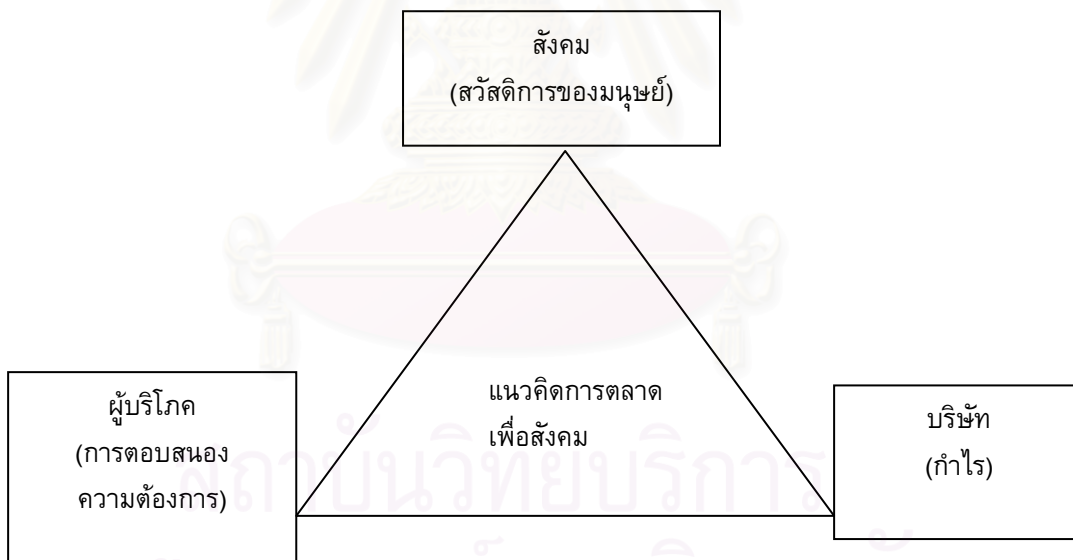 สังคม
(สวัสดิการของมนุษย์)
แนวคิดการตลาด
เพื่อสังคม
ผู้บริโภค
(การตอบสนอง
ความต้องการ)
บริษัท
(กำไร)
สถาบันวิทยบริการ